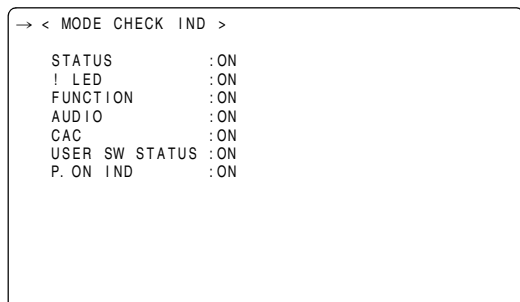 → < MODE CHECK IND >
STATUS :ON
! LED :ON
FUNCTION :ON
AUDIO :ON
CAC :ON
USER SW STATUS :ON
P.ON IND :ON